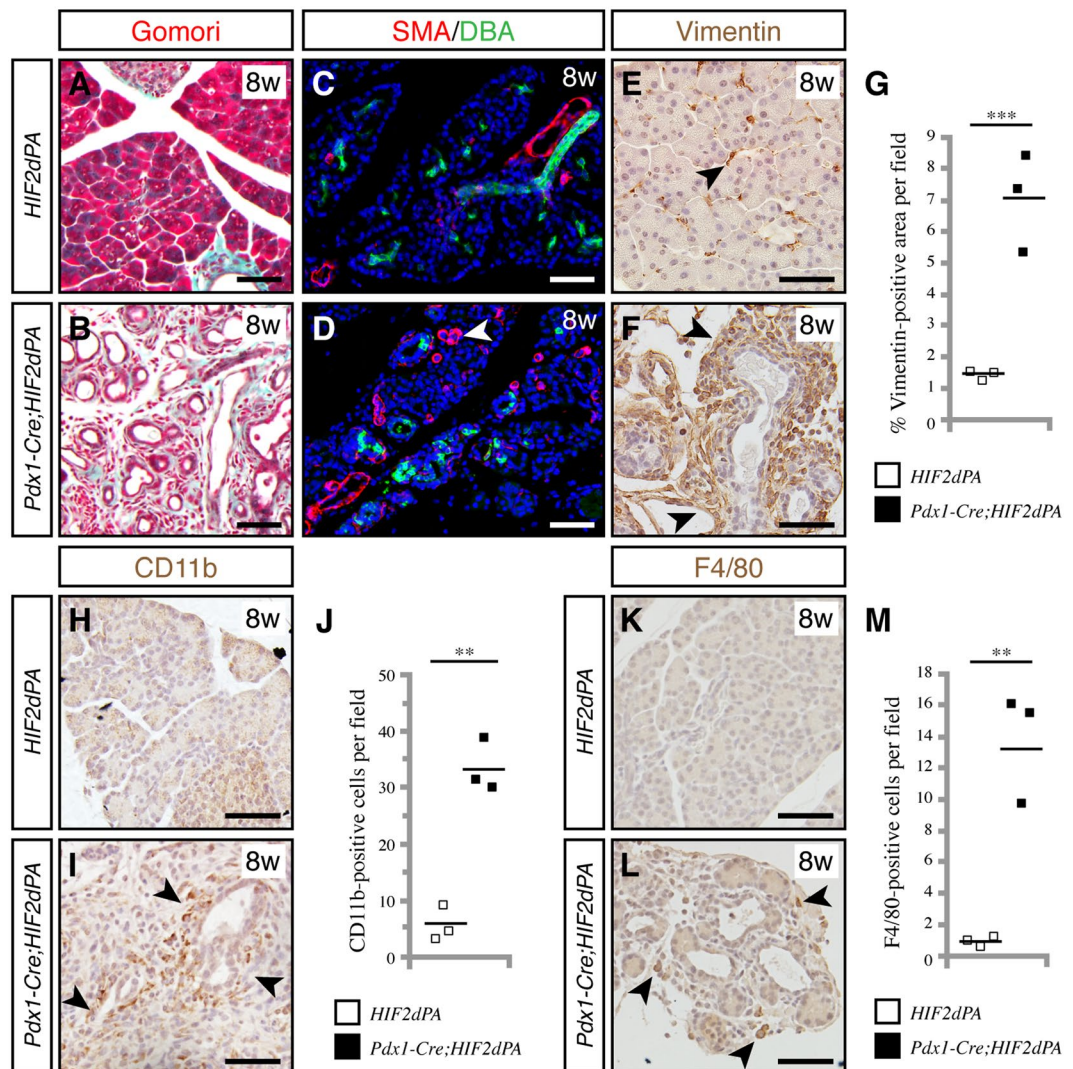 Gomori
SMA/DBA
Vimentin
HIF2dPA
A
8w
C
8w
E
8w
G
***
% Vimentin-positive area per field
9
8
7
6
5
4
3
2
1
0
Pdx1-Cre;HIF2dPA
B
8w
D
8w
F
8w
HIF2dPA
Pdx1-Cre;HIF2dPA
CD11b
F4/80
HIF2dPA
H
8w
J
**
CD11b-positive cells per field
50
40
30
20
10
0
HIF2dPA
K
8w
M
**
F4/80-positive cells per field
18
16
14
12
10
8
6
4
2
0
Pdx1-Cre;HIF2dPA
I
8w
HIF2dPA
Pdx1-Cre;HIF2dPA
Pdx1-Cre;HIF2dPA
L
8w
HIF2dPA
Pdx1-Cre;HIF2dPA